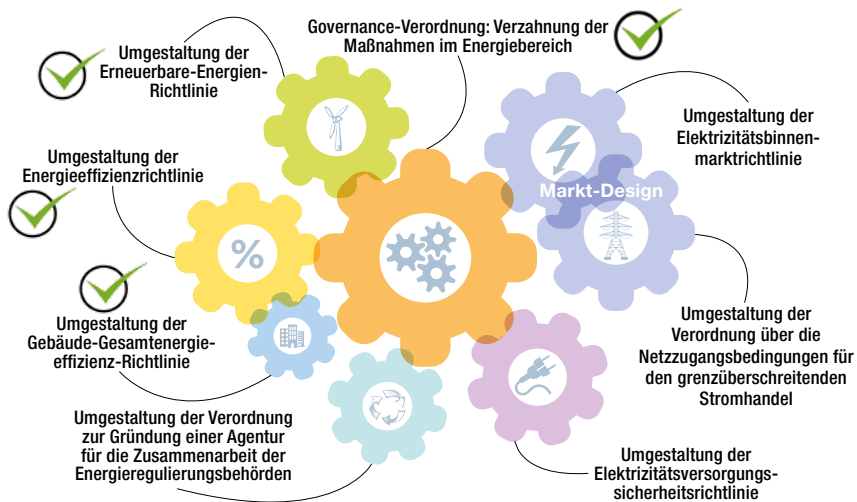 Umgestaltung der
Erneuerbare-Energien-
Richtlinie
Governance-Verordnung: Verzahnung der
Maßnahmen im Energiebereich
Umgestaltung der
Elektrizitätsbinnen-
marktrichtlinie
Umgestaltung der
Energieeffizienzrichtlinie
Markt-Design
%
Umgestaltung der
Gebäude-Gesamtenergie-
effizienz-Richtlinie
Umgestaltung der
Verordnung über die
Netzzugangsbedingungen für
den grenzüberschreitenden
Stromhandel
Umgestaltung der Verordnung
zur Gründung einer Agentur
für die Zusammenarbeit der
Energieregulierungsbehörden
Umgestaltung der
Elektrizitätsversorgungs-
sicherheitsrichtlinie